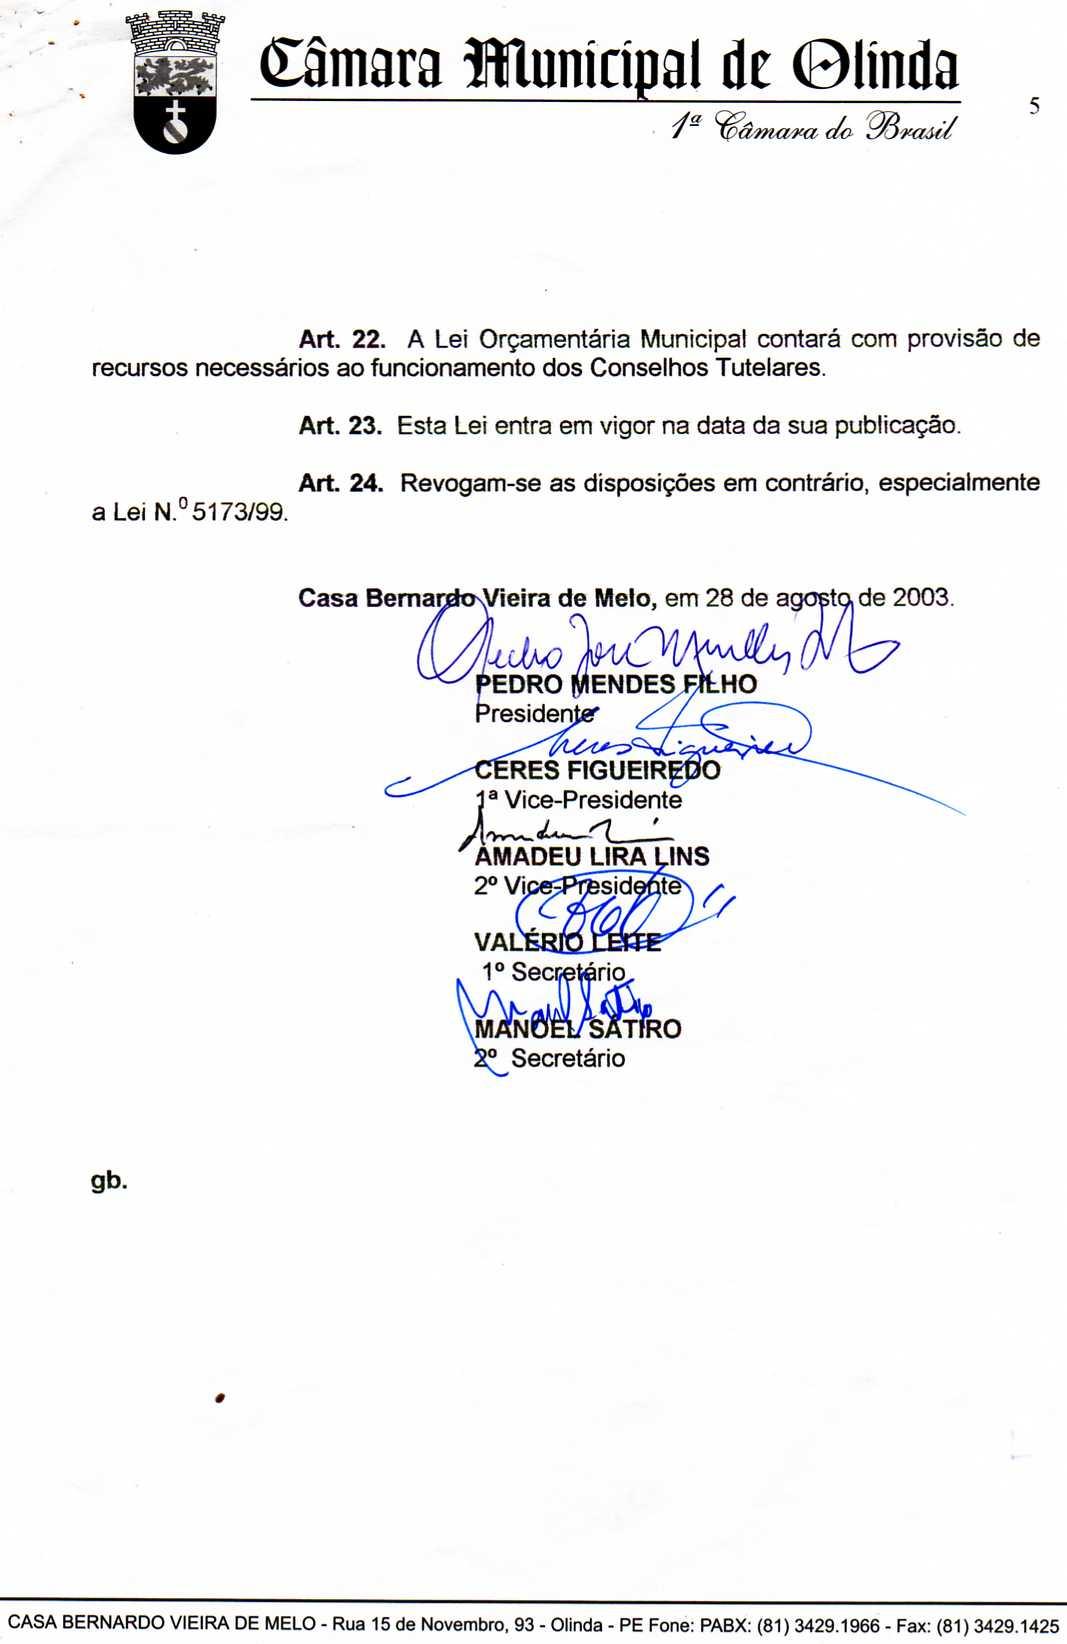 Câmara Municipal de Olinda
1ª Câmara do Brasil
5
Art. 22. A Lei Orçamentária Municipal contará com provisão de
recursos necessários ao funcionamento dos Conselhos Tutelares.
Art. 23. Esta Lei entra em vigor na data da sua publicação.
Art. 24. Revogam-se as disposições em contrário, especialmente
a Lei N.º 5173/99.
Casa Bernardo Vieira de Melo, em 28 de agosto de 2003.
PEDRO MENDES FILHO
Presidente
Ceres Figueiredo
CERES FIGUEIREDO
1ª Vice-Presidente
AMADEU LIRA LINS
2º Vice-Presidente
VALÉRIO LEITE
1º Secretário
MANOEL SÁTIRO
2º Secretário
gb.
CASA BERNARDO VIEIRA DE MELO - Rua 15 de Novembro, 93 - Olinda - PE Fone: PABX: (81) 3429.1966 - Fax: (81) 3429.1425